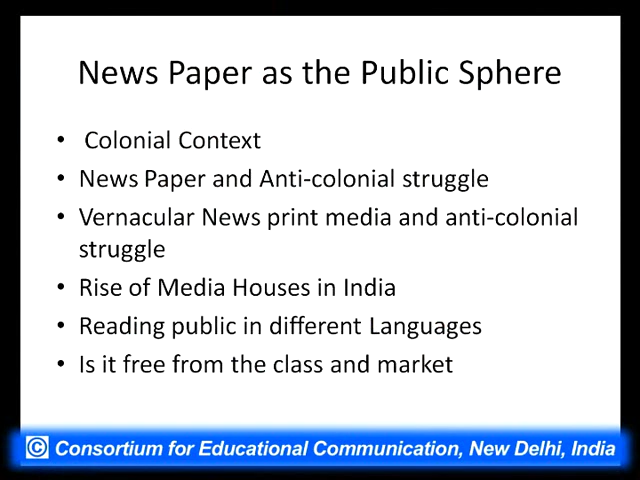 News Paper as the Public Sphere
• Colonial Context
• News Paper and Anti-colonial struggle
• Vernacular News print media and anti-colonial
struggle
• Rise of Media Houses in India
• Reading public in different Languages
• Is it free from the class and market
© Consortium for Educational Communication, New Delhi, India